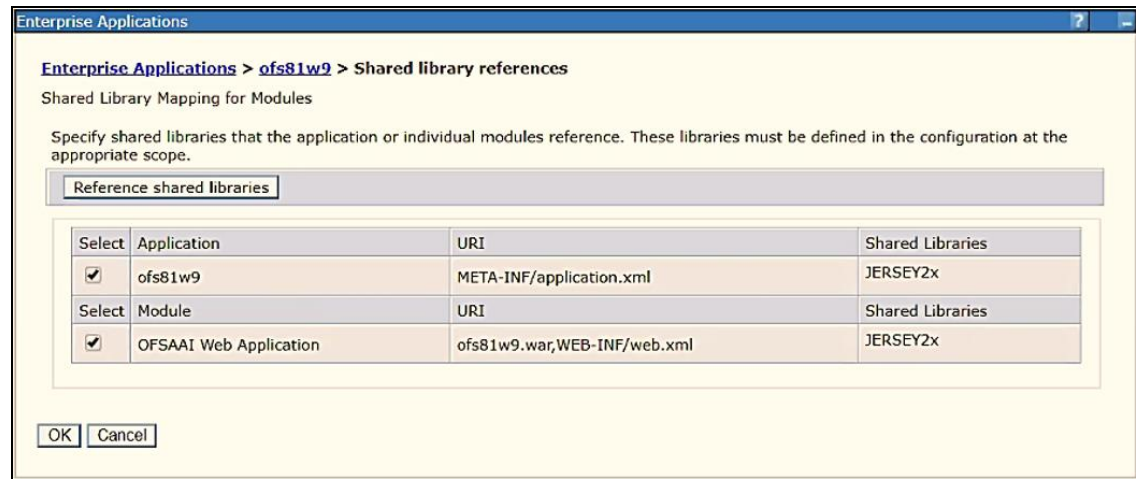 Enterprise Applications ? –
Enterprise Applications > ofs81w9 > Shared library references
Shared Library Mapping for Modules
Specify shared libraries that the application or individual modules reference. These libraries must be defined in the configuration at the
appropriate scope.
Reference shared libraries
Select Application URI Shared Libraries
ofs81w9 META-INF/application.xml JERSEY2x
Select Module URI Shared Libraries
OFSAAI Web Application ofs81w9.war,WEB-INF/web.xml JERSEY2x
OK Cancel